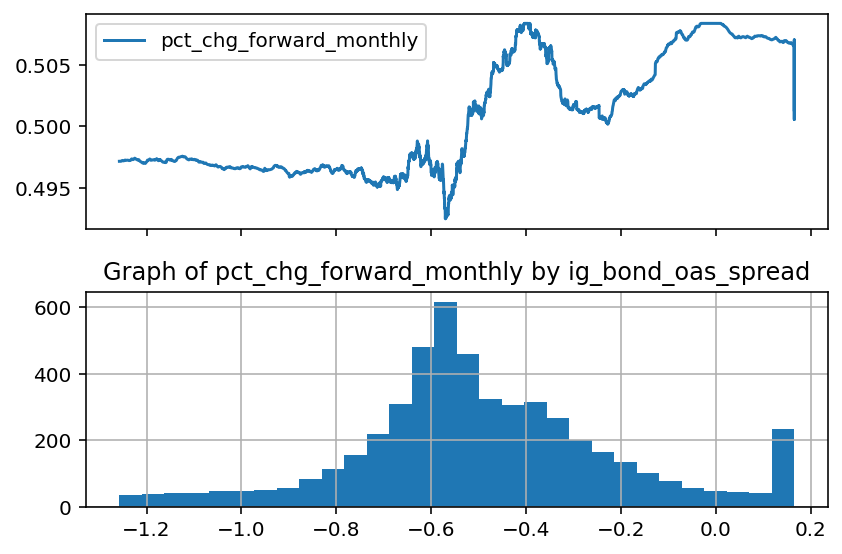 pct_chg_forward_monthly
0.505
0.500
0.495
Graph of pct_chg_forward_monthly by ig_bond_oas_spread
600
400
200
0
−1.2 −1.0 −0.8 −0.6 −0.4 −0.2 0.0 0.2